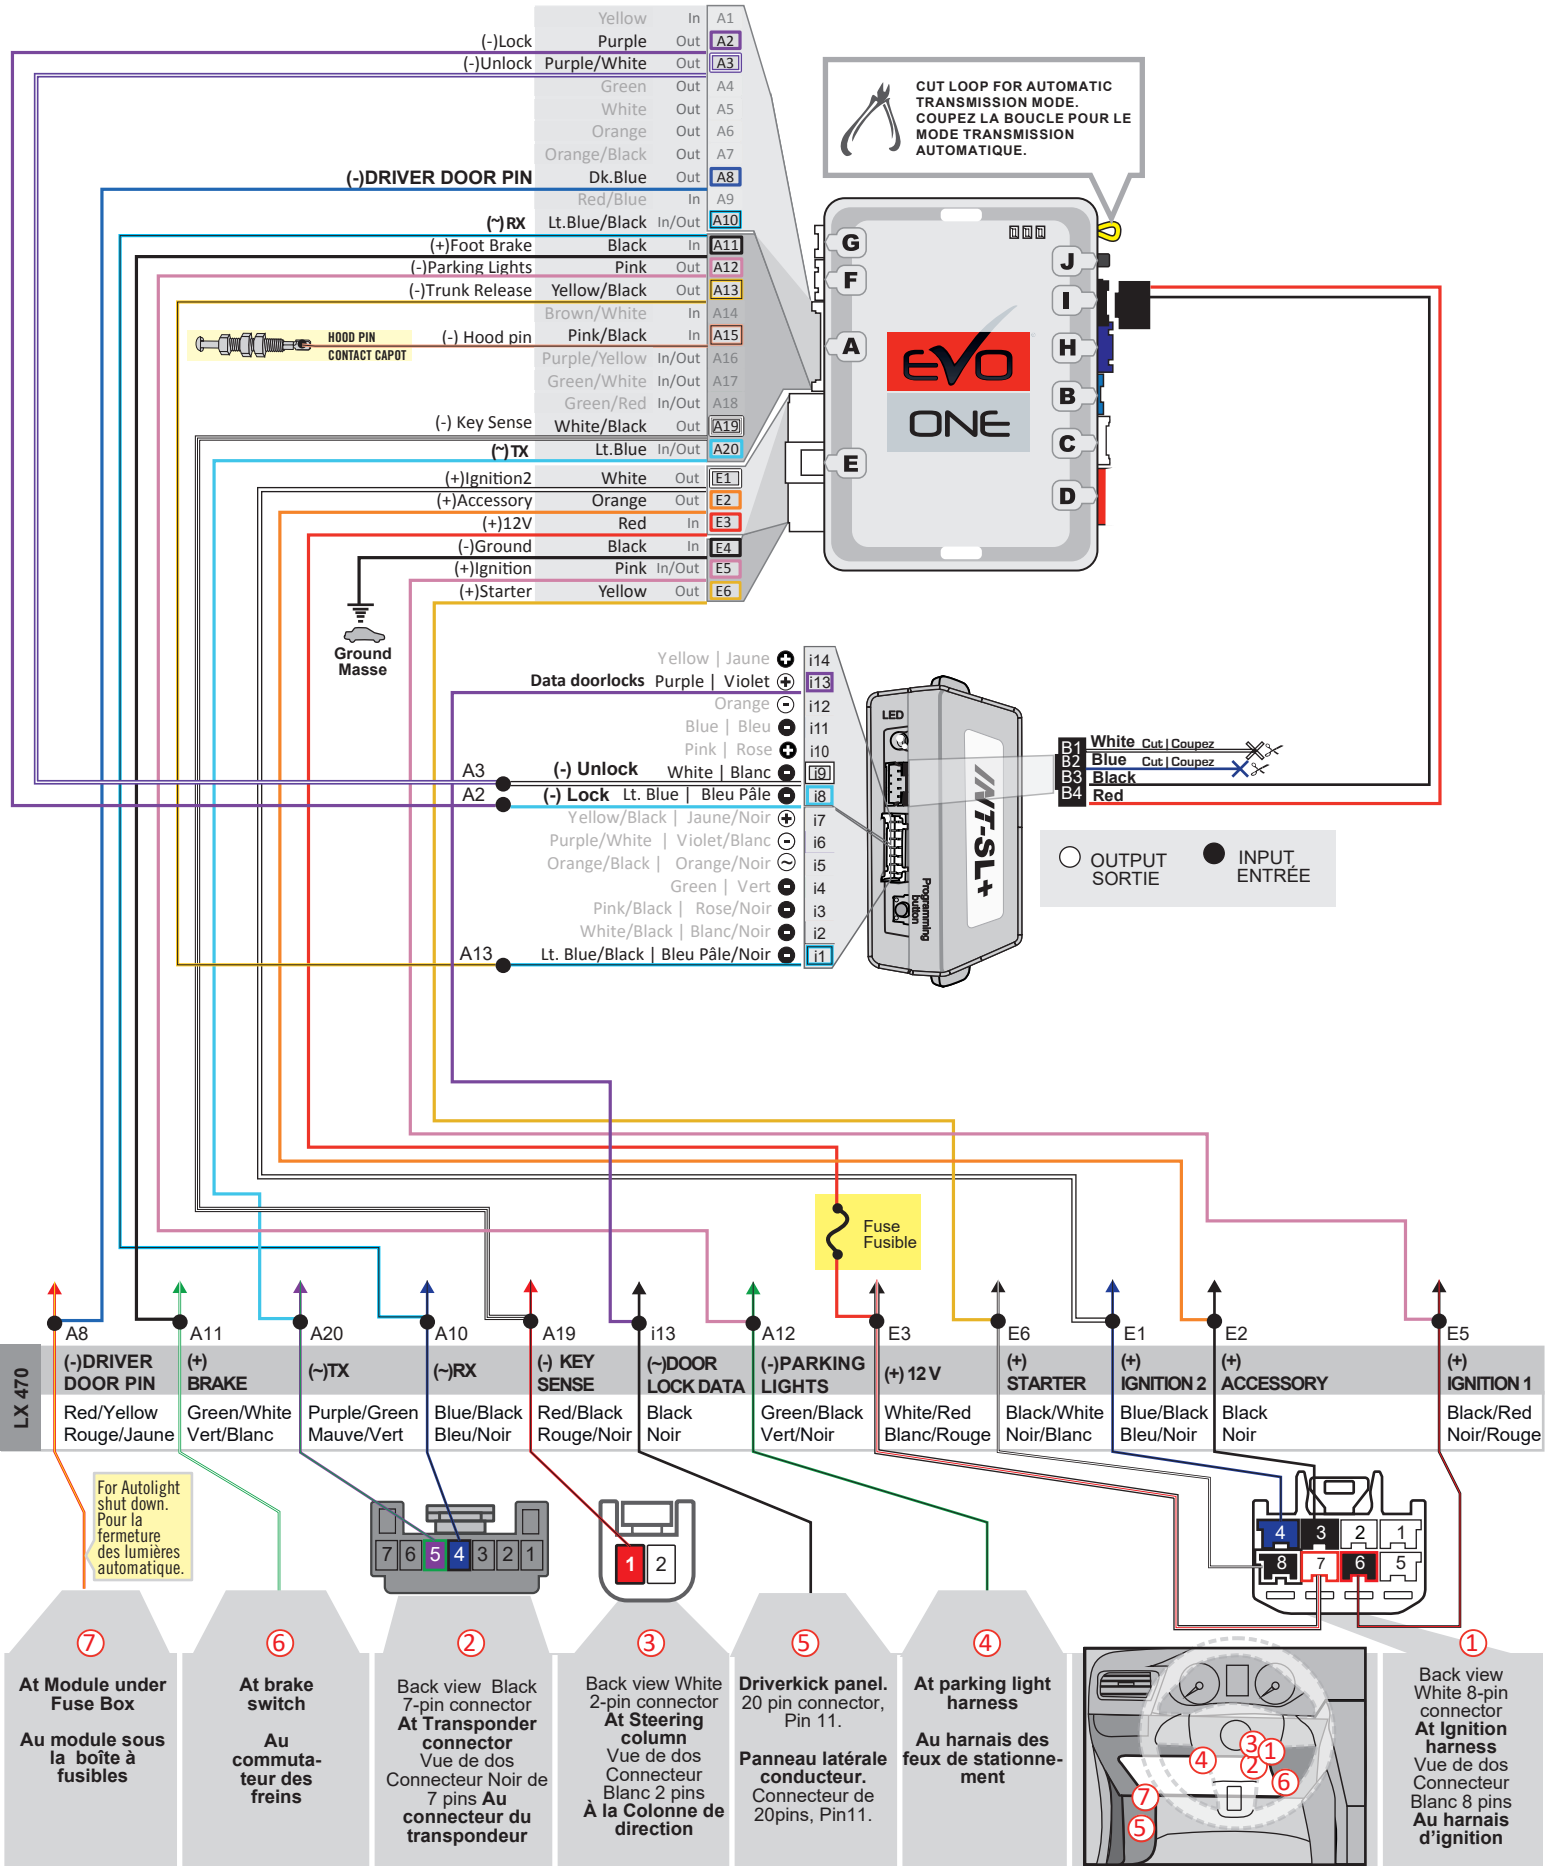 Yellow In A1
(-)Lock Purple Out A2
(-)Unlock Purple/White Out A3
Green Out A4
White Out A5
Orange Out A6
Orange/Black Out A7
(-)DRIVER DOOR PIN Dk.Blue Out A8
Red/Blue In A9
(~)RX Lt.Blue/Black In/Out A10
(+)Foot Brake Black In A11
(-)Parking Lights Pink Out A12
(-)Trunk Release Yellow/Black Out A13
Brown/White In A14
HOOD PIN
CONTACT CAPOT
(-) Hood pin Pink/Black In A15
Purple/Yellow In/Out A16
Green/White In/Out A17
Green/Red In/Out A18
(-) Key Sense White/Black Out A19
(~)TX Lt.Blue In/Out A20
(+)Ignition2 White Out E1
(+)Accessory Orange Out E2
(+)12V Red In E3
(-)Ground Black In E4
(+)Ignition Pink In/Out E5
(+)Starter Yellow Out E6
Ground
Masse
CUT LOOP FOR AUTOMATIC
TRANSMISSION MODE.
COUPEZ LA BOUCLE POUR LE
MODE TRANSMISSION
AUTOMATIQUE.
G
F
A
E
J
I
H
B
C
D
EVO
ONE
Yellow | Jaune i14
Data doorlocks Purple | Violet i13
Orange i12
Blue | Bleu i11
Pink | Rose i10
A3 (-) Unlock White | Blanc i9
A2 (-) Lock Lt. Blue | Bleu Pâle i8
Yellow/Black | Jaune/Noir i7
Purple/White | Violet/Blanc i6
Orange/Black | Orange/Noir i5
Green | Vert i4
Pink/Black | Rose/Noir i3
White/Black | Blanc/Noir i2
A13 Lt. Blue/Black | Bleu Pâle/Noir i1
LED
INT-SL+
Programming
button
B1 White Cut | Coupez
B2 Blue Cut | Coupez
B3 Black
B4 Red
OUTPUT
SORTIE
INPUT
ENTRÉE
Fuse
Fusible
A8 A11 A20 A10 A19 i13 A12 E3 E6 E1 E2 E5
LX 470
(-)DRIVER
DOOR PIN
Red/Yellow
Rouge/Jaune
(+)
BRAKE
Green/White
Vert/Blanc
(~)TX
Purple/Green
Mauve/Vert
(~)RX
Blue/Black
Bleu/Noir
(-) KEY
SENSE
Red/Black
Rouge/Noir
(~)DOOR
LOCK DATA
Black
Noir
(-)PARKING
LIGHTS
Green/Black
Vert/Noir
(+) 12 V
White/Red
Blanc/Rouge
(+)
STARTER
Black/White
Noir/Blanc
(+)
IGNITION 2
Blue/Black
Bleu/Noir
(+)
ACCESSORY
Black
Noir
(+)
IGNITION 1
Black/Red
Noir/Rouge
For Autolight
shut down.
Pour la
fermeture
des lumières
automatique.
7 6 5 4 3 2 1
1 2
4 3 2 1
8 7 6 5
7
At Module under
Fuse Box
Au module sous
la boîte à
fusibles
6
At brake
switch
Au
commuta-
teur des
freins
2
Back view Black
7-pin connector
At Transponder
connector
Vue de dos
Connecteur Noir de
7 pins Au
connecteur du
transpondeur
3
Back view White
2-pin connector
At Steering
column
Vue de dos
Connecteur
Blanc 2 pins
À la Colonne de
direction
5
Driverkick panel.
20 pin connector,
Pin 11.
Panneau latérale
conducteur.
Connecteur de
20pins, Pin11.
4
At parking light
harness
Au harnais des
feux de stationne-
ment
3
1
4
2
6
7
5
1
Back view
White 8-pin
connector
At Ignition
harness
Vue de dos
Connecteur
Blanc 8 pins
Au harnais
d'ignition